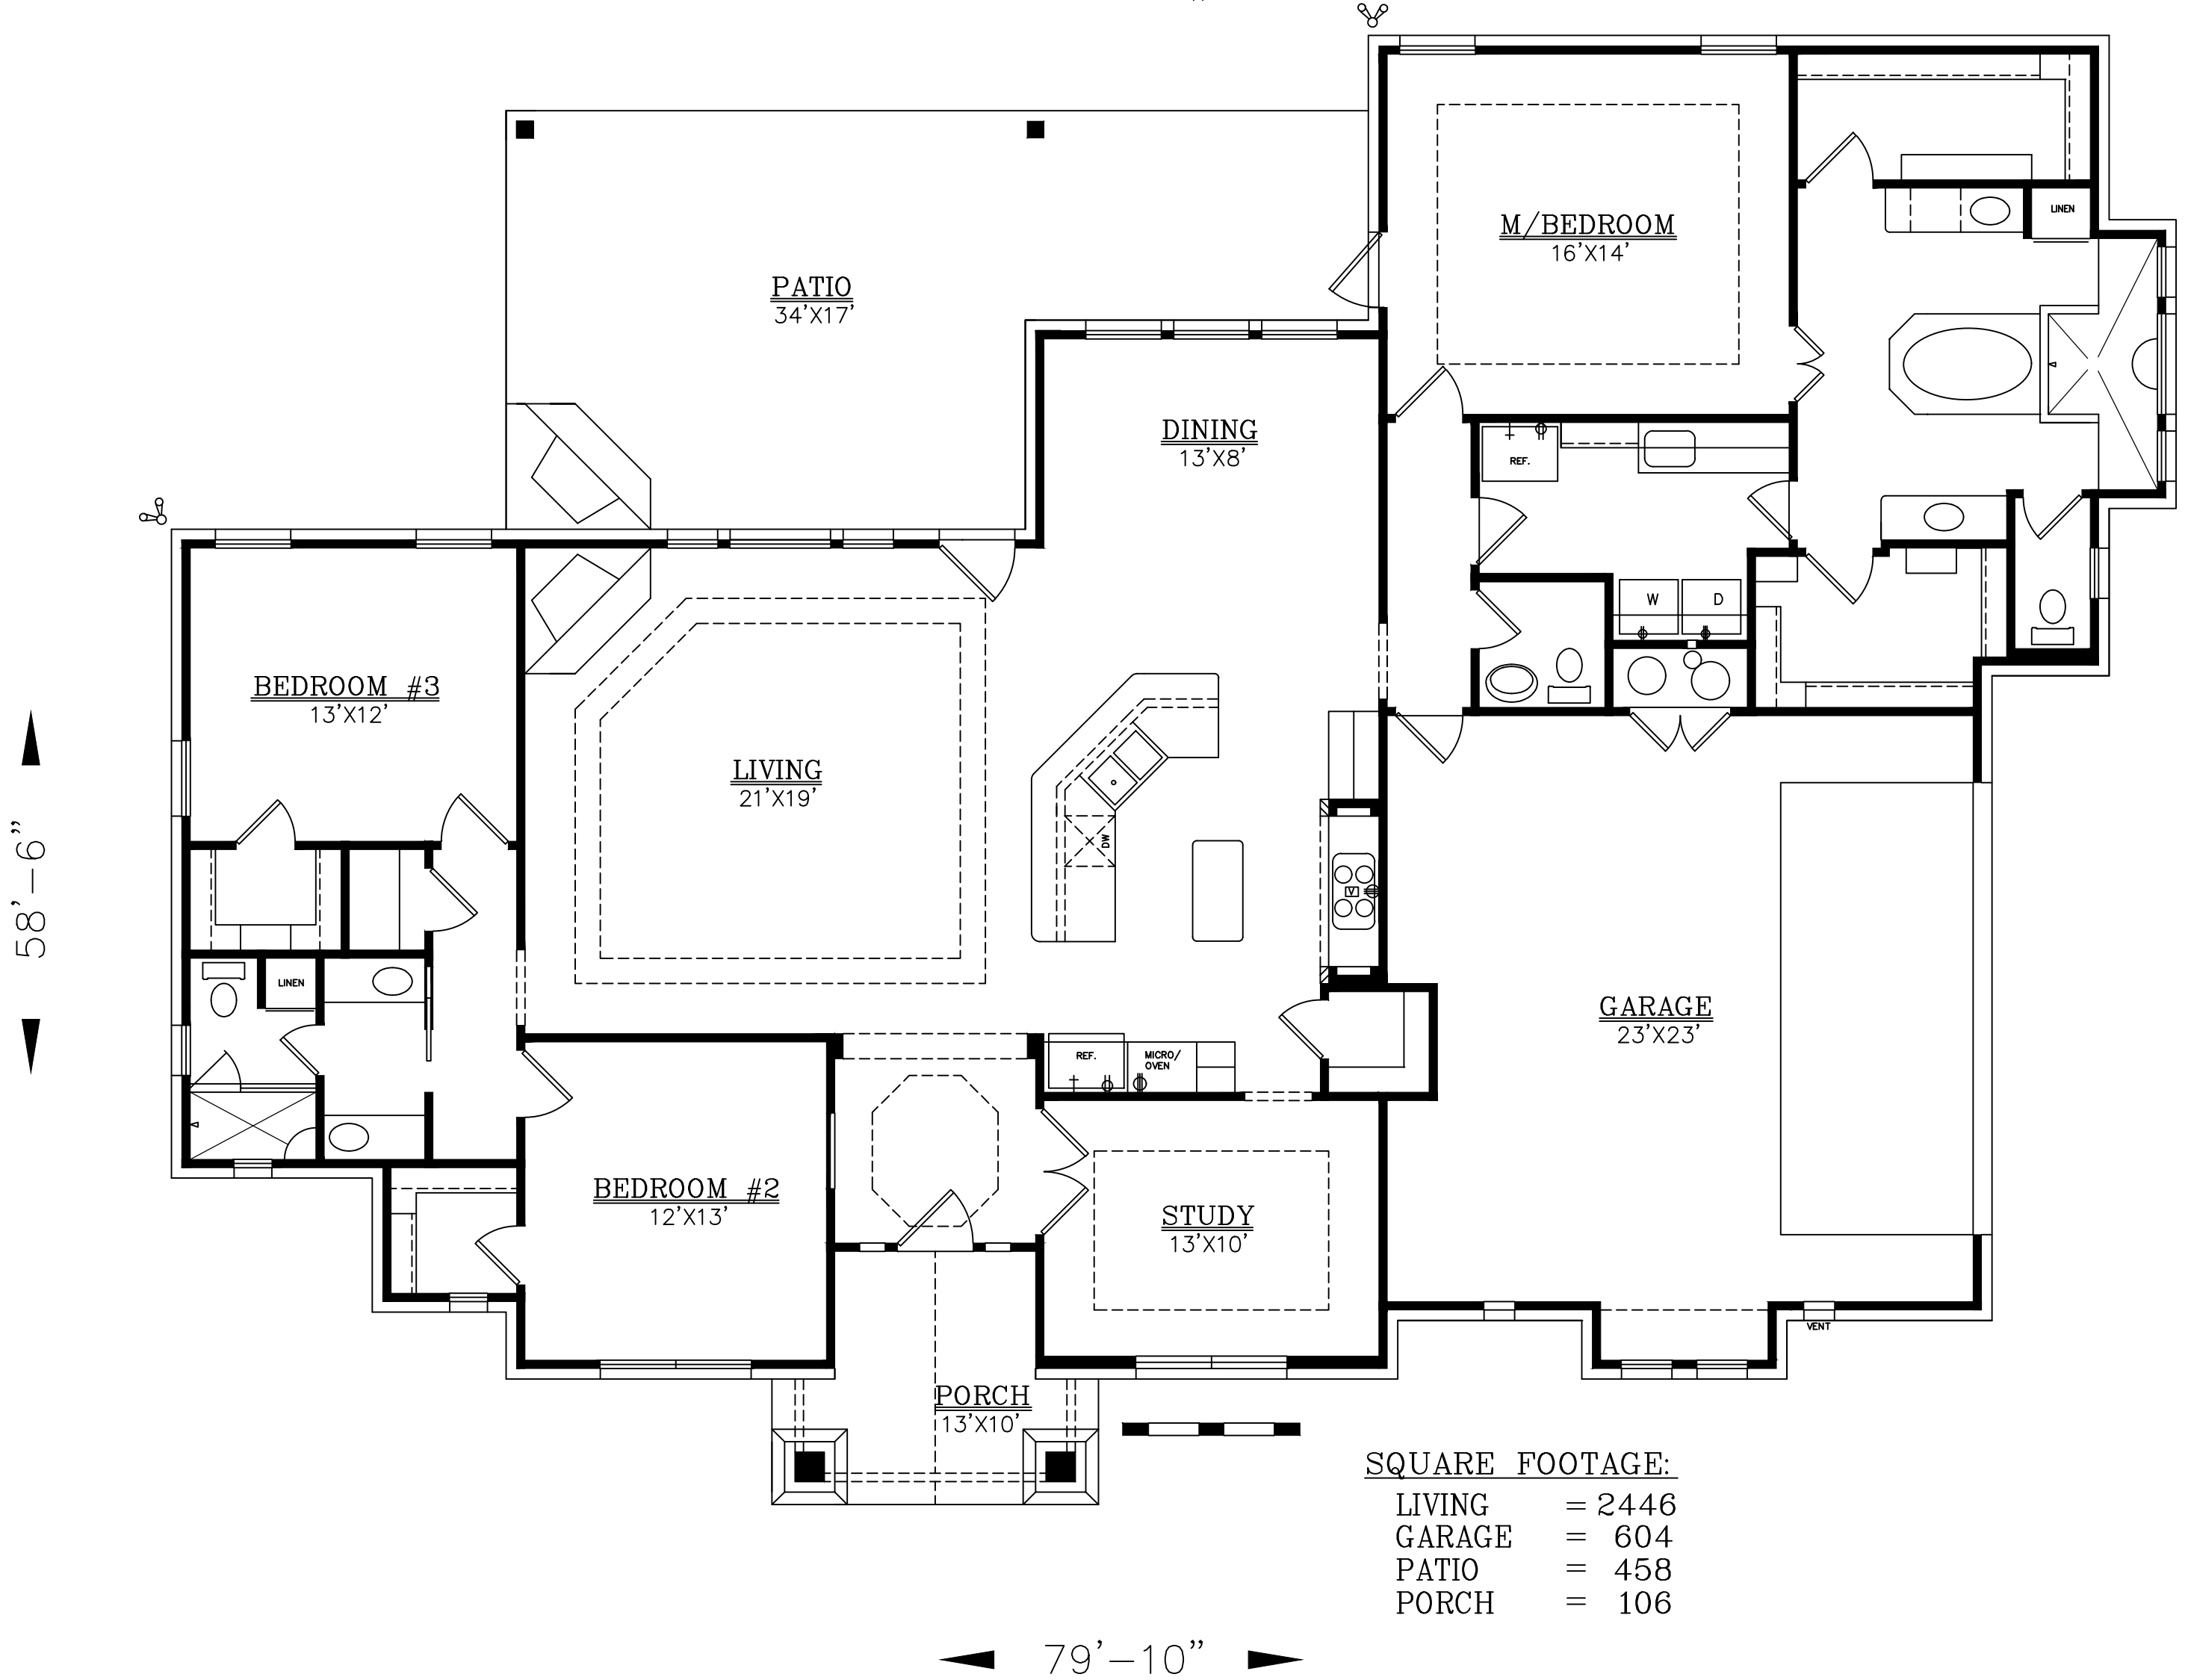 M/BEDROOM
16'X14'
LINEN
PATIO
34'X17'
DINING
13'X8'
REF.
W
D
BEDROOM #3
13'X12'
LIVING
21'X19'
DW
V
LINEN
GARAGE
23'X23'
REF.
MICRO/
OVEN
BEDROOM #2
12'X13'
STUDY
13'X10'
VENT
PORCH
13'X10'
58'-6"
SQUARE FOOTAGE:
LIVING = 2446
GARAGE = 604
PATIO = 458
PORCH = 106
79'-10"